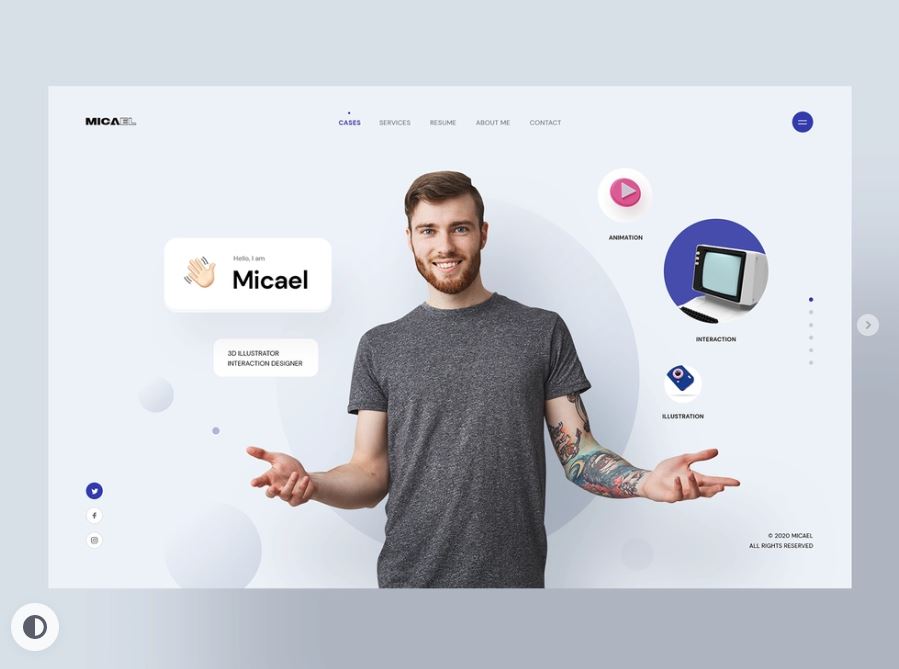 MICAEL
CASES SERVICES RESUME ABOUT ME CONTACT
ANIMATION
Hello, I am
Micael
INTERACTION
3D ILLUSTRATOR
INTERACTION DESIGNER
ILLUSTRATION
© 2020 MICAEL
ALL RIGHTS RESERVED